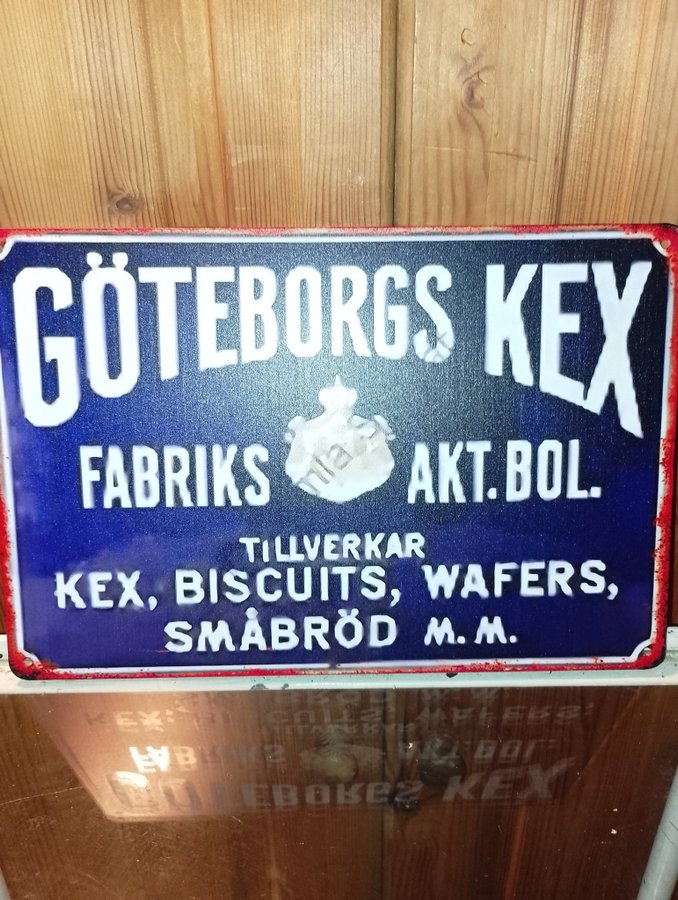 GÖTEBORGS KEX
FABRIKS AKT. BOL.
TILLVERKAR
KEX, BISCUITS, WAFERS,
SMÅBRÖD M.M.